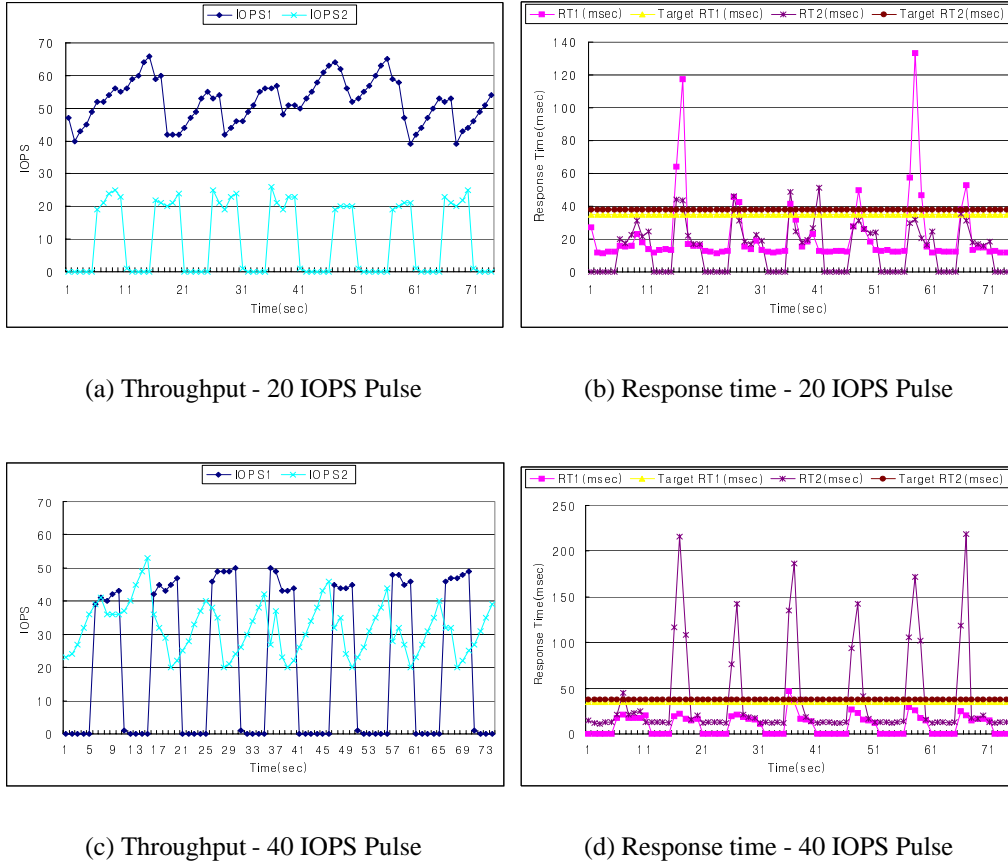 IOPS1 IOPS2
70
60
50
40
30
20
10
0
IOPS
1 11 21 31 41 51 61 71
Time(sec)
RT1(msec) Target RT1(msec) RT2(msec) Target RT2(msec)
140
120
100
80
60
40
20
0
Response Time(msec)
1 11 21 31 41 51 61 71
Time(sec)
(a) Throughput - 20 IOPS Pulse
(b) Response time - 20 IOPS Pulse
IOPS1 IOPS2
70
60
50
40
30
20
10
0
IOPS
1 5 9 13 17 21 25 29 33 37 41 45 49 53 57 61 65 69 73
Time(sec)
RT1(msec) Target RT1(msec) RT2(msec) Target RT2(msec)
250
200
150
100
50
0
Response Time(msec)
1 11 21 31 41 51 61 71
Time(sec)
(c) Throughput - 40 IOPS Pulse
(d) Response time - 40 IOPS Pulse